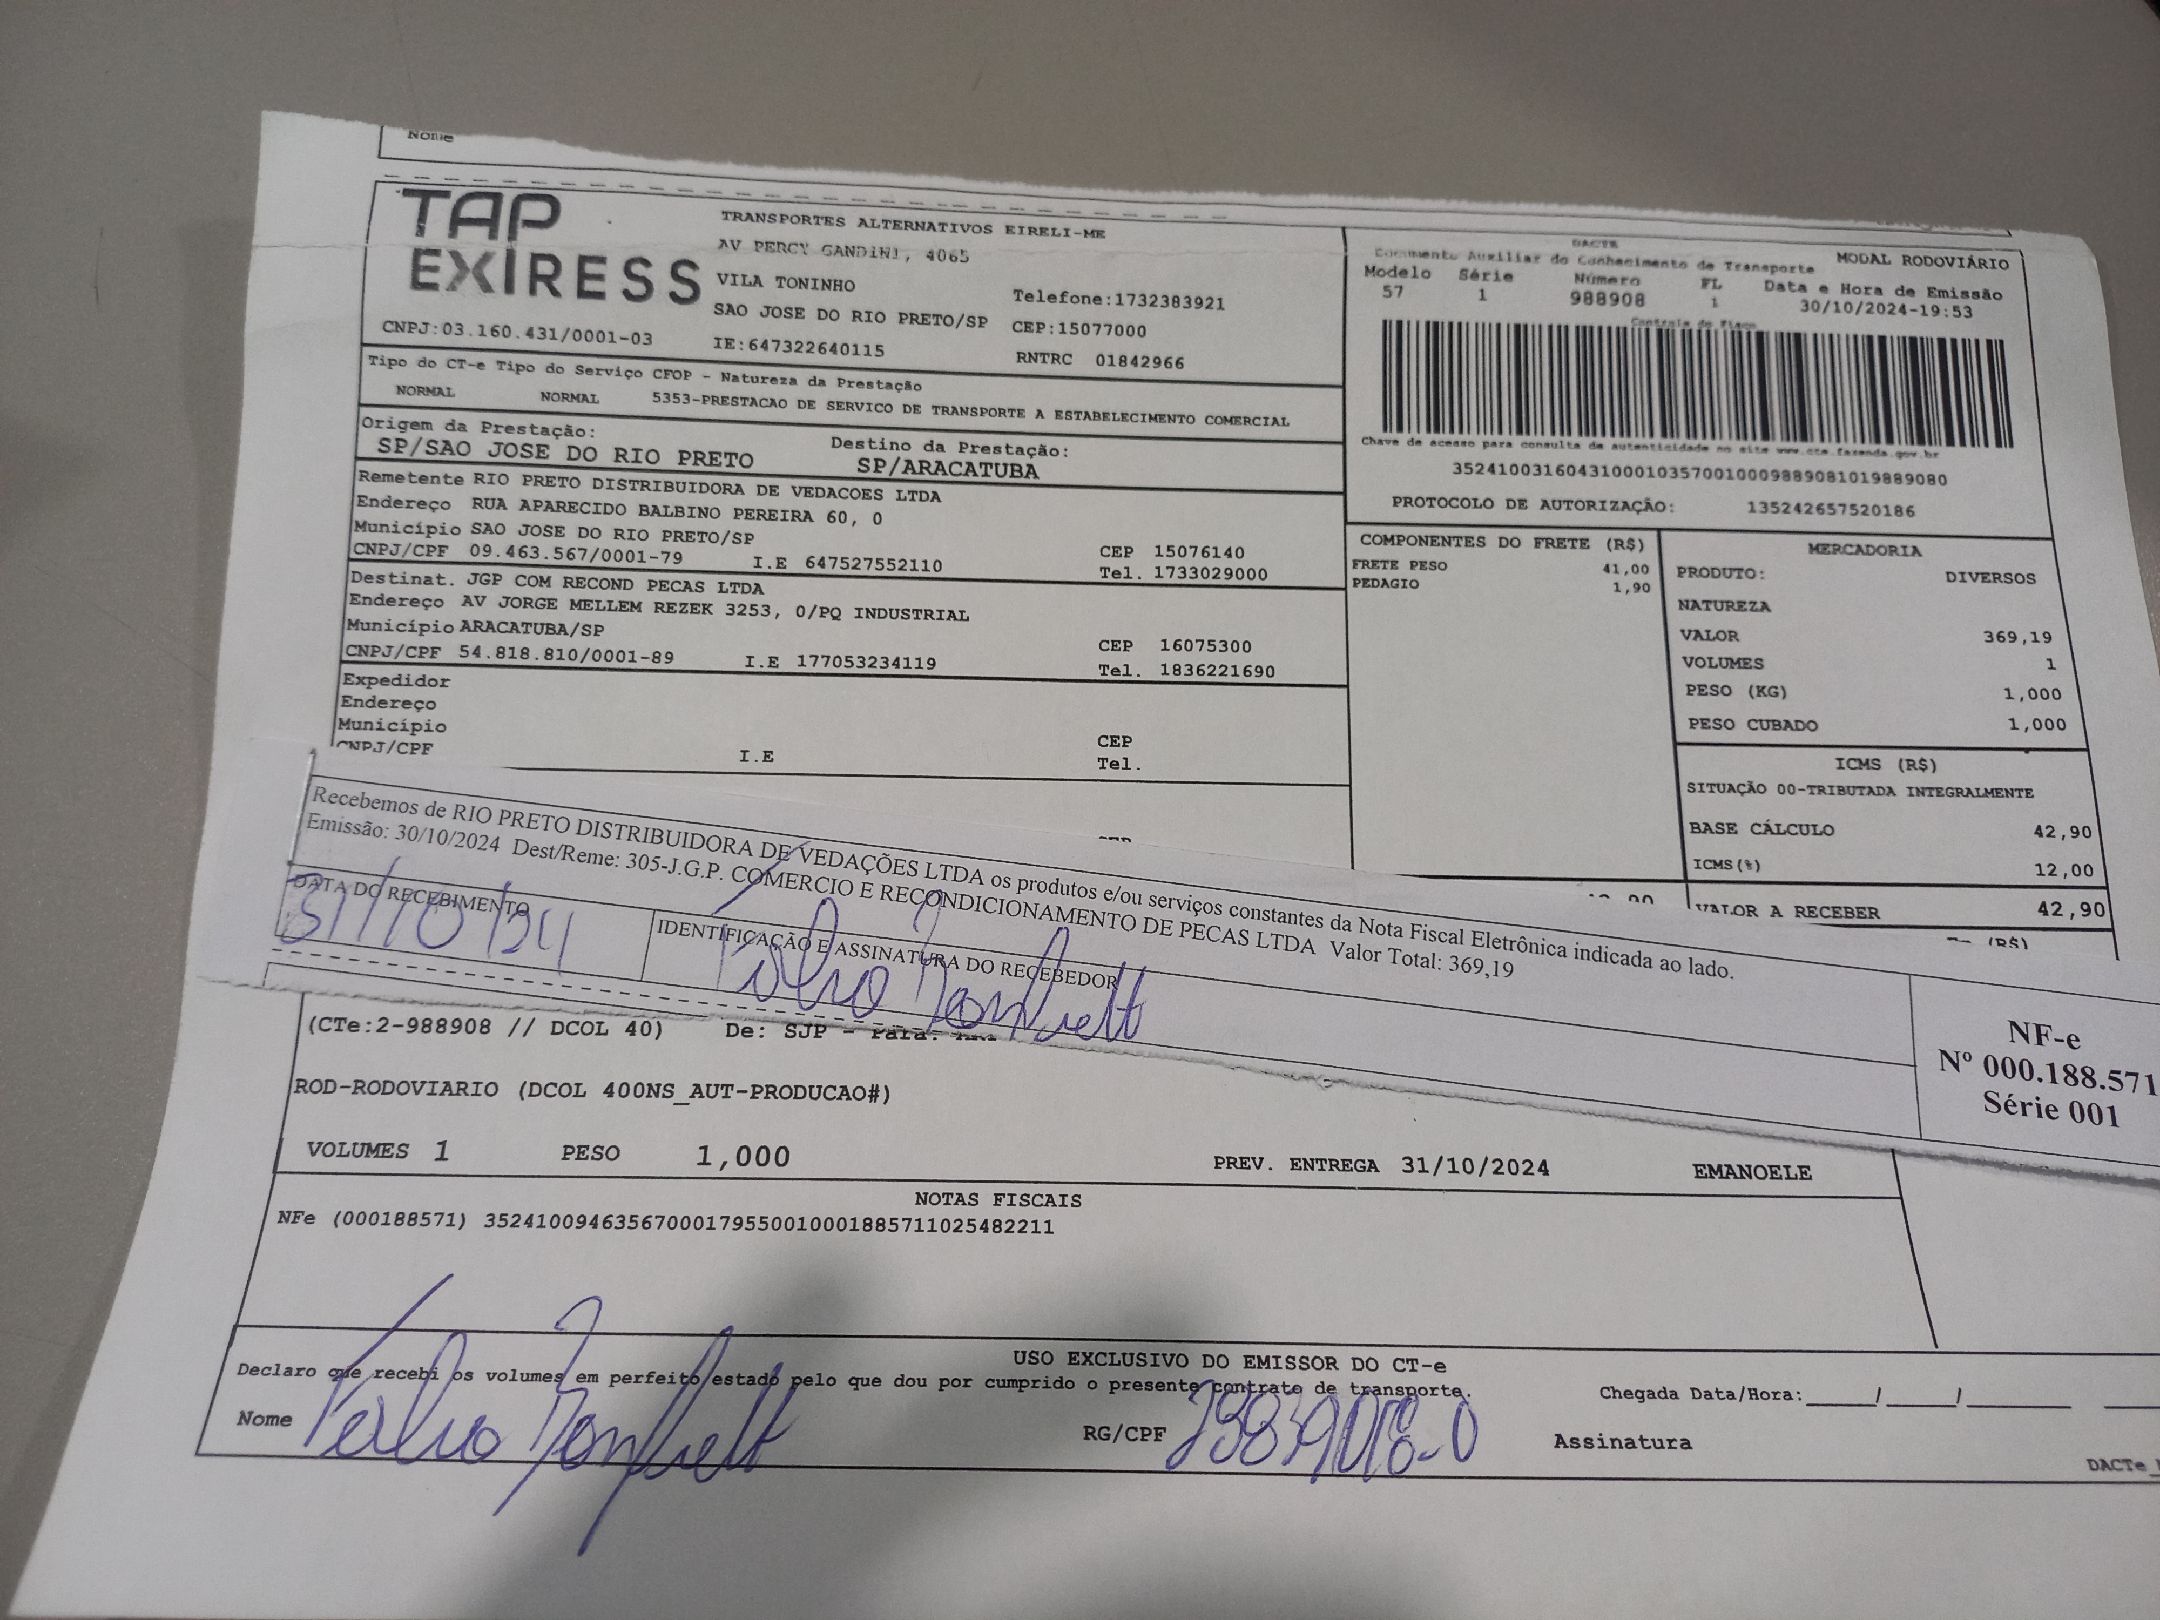 Nome
TAP
EXPRESS
TRANSPORTES ALTERNATIVOS EIRELI-ME
AV PERCY GANDINI, 4065
VILA TONINHO
Telefone:1732383921
SAO JOSE DO RIO PRETO/SP CEP:15077000
CNPJ:03.160.431/0001-03 IE:647322640115 RNTRC 01842966
DACTE MODAL RODOVIÁRIO
Documento Auxiliar do Conhecimento de Transporte
Modelo Série Número FL Data e Hora de Emissão
57 1 988908 1 30/10/2024-19:53
Controle do Fisco
Chave de acesso para consulta de autenticidade no site www.cte.fazenda.gov.br
35241003160431000103570010009889081019889080
PROTOCOLO DE AUTORIZAÇÃO: 135242657520186
Tipo do CT-e Tipo do Serviço CFOP - Natureza da Prestação
NORMAL NORMAL 5353-PRESTACAO DE SERVICO DE TRANSPORTE A ESTABELECIMENTO COMERCIAL
Origem da Prestação: Destino da Prestação:
SP/SAO JOSE DO RIO PRETO SP/ARACATUBA
Remetente RIO PRETO DISTRIBUIDORA DE VEDACOES LTDA
Endereço RUA APARECIDO BALBINO PEREIRA 60, 0
Município SAO JOSE DO RIO PRETO/SP CEP 15076140
CNPJ/CPF 09.463.567/0001-79 I.E 647527552110 Tel. 1733029000
Destinat. JGP COM RECOND PECAS LTDA
Endereço AV JORGE MELLEM REZEK 3253, 0/PQ INDUSTRIAL
Município ARACATUBA/SP CEP 16075300
CNPJ/CPF 54.818.810/0001-89 I.E 177053234119 Tel. 1836221690
Expedidor
Endereço
Município CEP
CNPJ/CPF I.E Tel.
COMPONENTES DO FRETE (R$)
FRETE PESO 41,00
PEDAGIO 1,90
MERCADORIA
PRODUTO: DIVERSOS
NATUREZA
VALOR 369,19
VOLUMES 1
PESO (KG) 1,000
PESO CUBADO 1,000
ICMS (R$)
SITUAÇÃO 00-TRIBUTADA INTEGRALMENTE
BASE CÁLCULO 42,90
ICMS(%) 12,00
VALOR A RECEBER 42,90
(R$)
Recebemos de RIO PRETO DISTRIBUIDORA DE VEDAÇÕES LTDA os produtos e/ou serviços constantes da Nota Fiscal Eletrônica indicada ao lado.
Emissão: 30/10/2024 Dest/Reme: 305-J.G.P. COMERCIO E RECONDICIONAMENTO DE PECAS LTDA Valor Total: 369,19
DATA DO RECEBIMENTO IDENTIFICAÇÃO E ASSINATURA DO RECEBEDOR
31/10/24
NF-e
Nº 000.188.571
Série 001
(CTe:2-988908 // DCOL 40) De: SJP - Para:
ROD-RODOVIARIO (DCOL 400NS_AUT-PRODUCAO#)
VOLUMES 1 PESO 1,000 PREV. ENTREGA 31/10/2024 EMANOELE
NOTAS FISCAIS
NFe (000188571) 35241009463567000179550010001885711025482211
USO EXCLUSIVO DO EMISSOR DO CT-e
Declaro que recebi os volumes em perfeito estado pelo que dou por cumprido o presente contrato de transporte.
Chegada Data/Hora:____/____/____
Nome RG/CPF Assinatura
DACTe